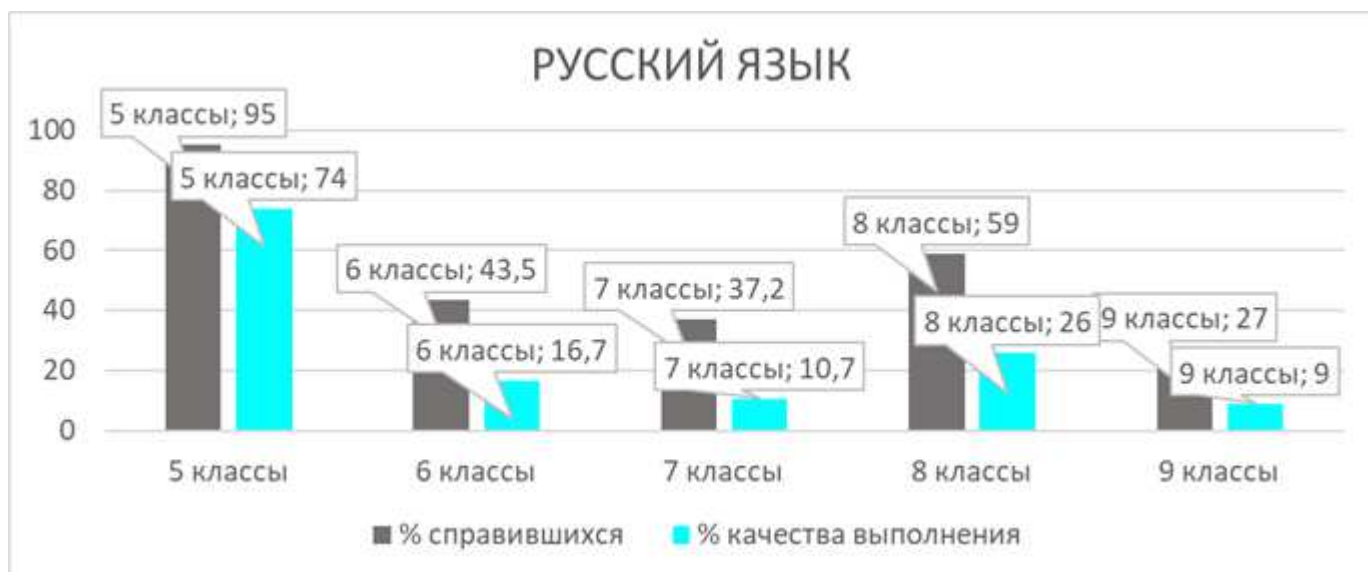 РУССКИЙ ЯЗЫК
5 классы; 95
100
5 классы; 74
80
8 классы; 59
60
6 классы; 43,5
7 классы; 37,2
40
8 классы; 26
9 классы; 27
6 классы; 16,7
7 классы; 10,7
9 классы; 9
20
0
5 классы 6 классы 7 классы 8 классы 9 классы
% справившихся % качества выполнения